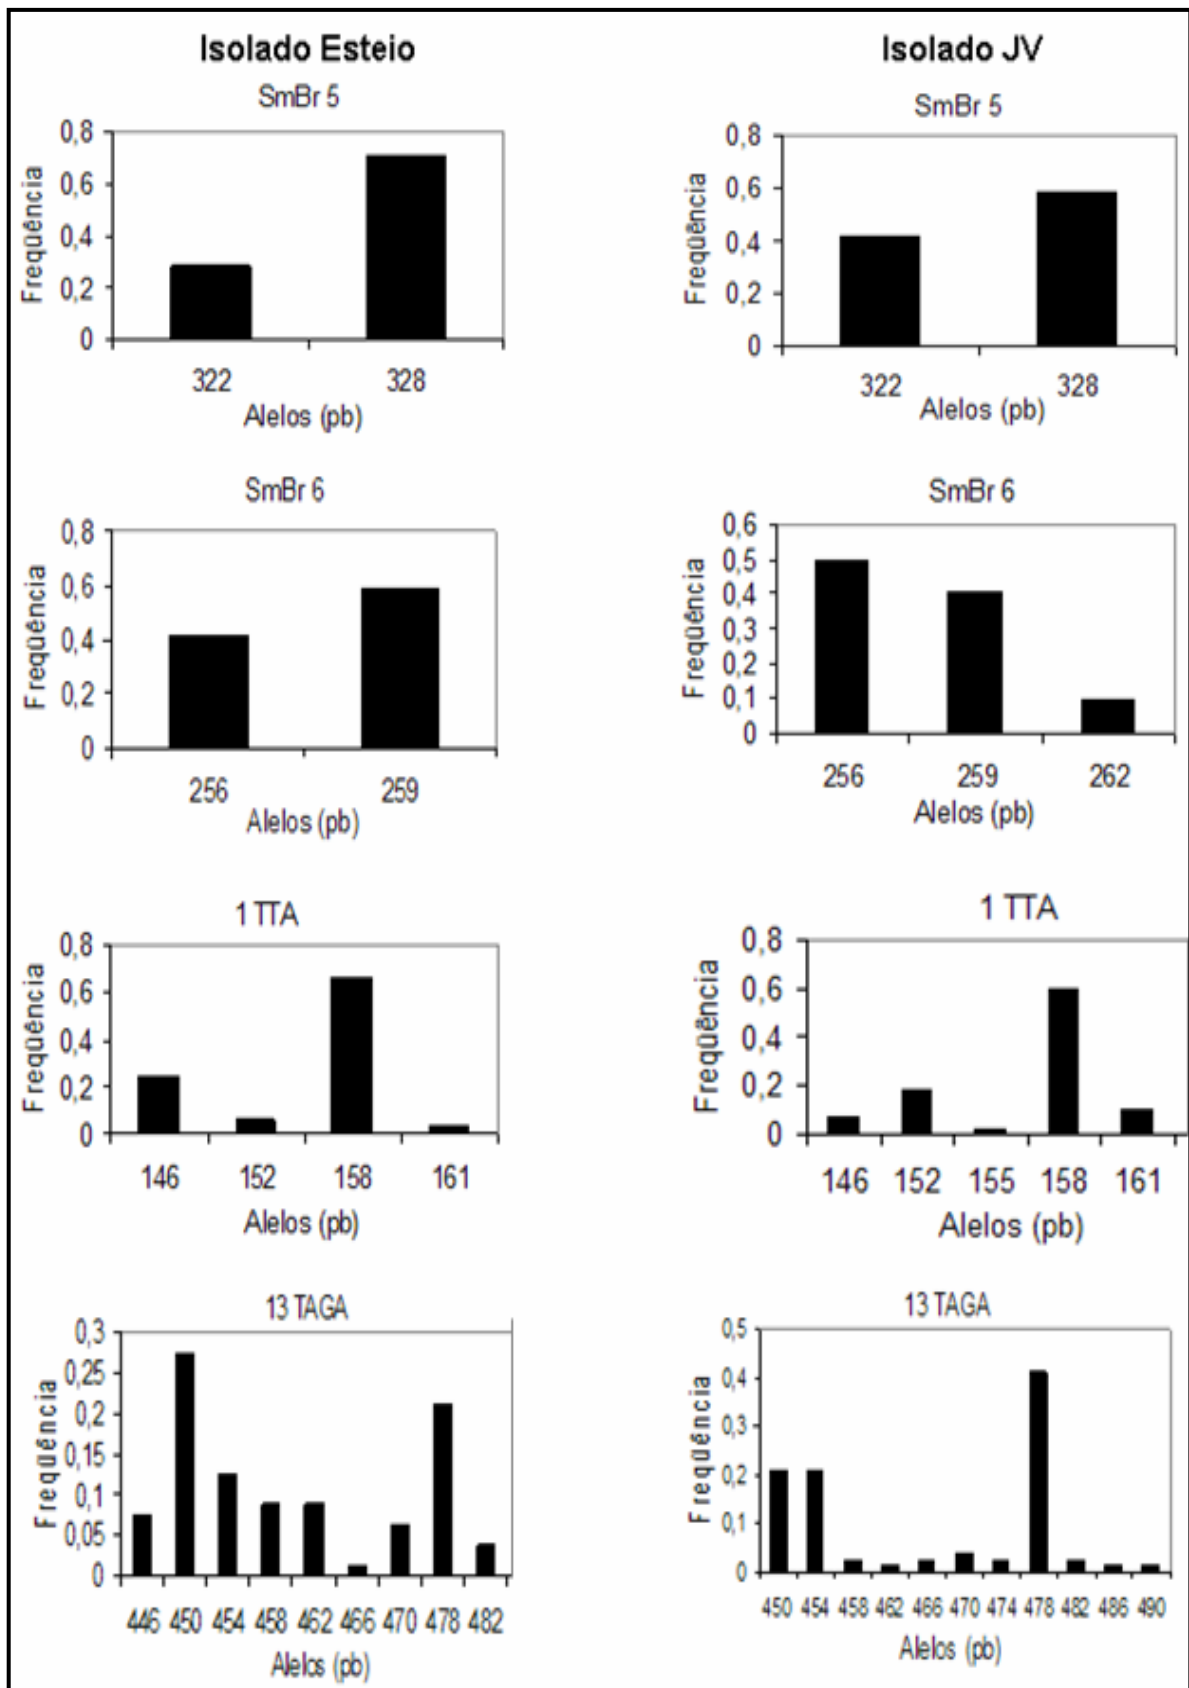 Isolado Esteio
SmBr 5
Freqüência
0,8
0,6
0,4
0,2
0
322 328
Alelos (pb)
SmBr 6
Freqüência
0,8
0,6
0,4
0,2
0
256 259
Alelos (pb)
1 TTA
Freqüência
0,8
0,6
0,4
0,2
0
146 152 158 161
Alelos (pb)
13 TAGA
Freqüência
0,3
0,25
0,2
0,15
0,1
0,05
0
446 450 454 458 462 466 470 478 482
Alelos (pb)
Isolado JV
SmBr 5
Freqüência
0,8
0,6
0,4
0,2
0
322 328
Alelos (pb)
SmBr 6
Freqüência
0,6
0,5
0,4
0,3
0,2
0,1
0
256 259 262
Alelos (pb)
1 TTA
Freqüência
0,8
0,6
0,4
0,2
0
146 152 155 158 161
Alelos (pb)
13 TAGA
Freqüência
0,5
0,4
0,3
0,2
0,1
0
450 454 458 462 466 470 474 478 482 486 490
Alelos (pb)